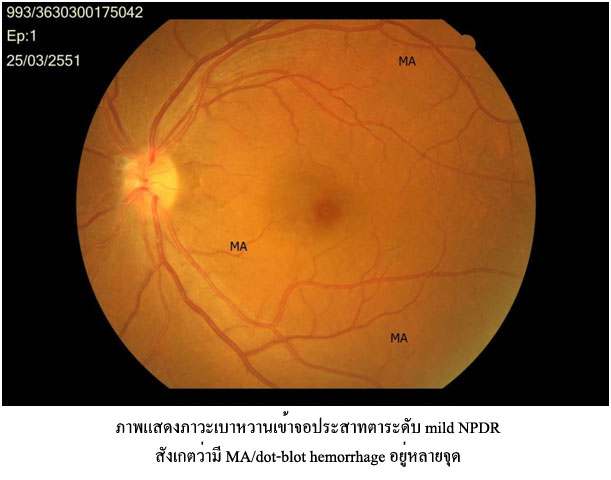 993/3630300175042
Ep:1
25/03/2551
MA
MA
MA
ภาพแสดงภาวะเบาหวานเข้าจอประสาทตาระดับ mild NPDR
สังเกตว่ามี MA/dot-blot hemorrhage อยู่หลายจุด